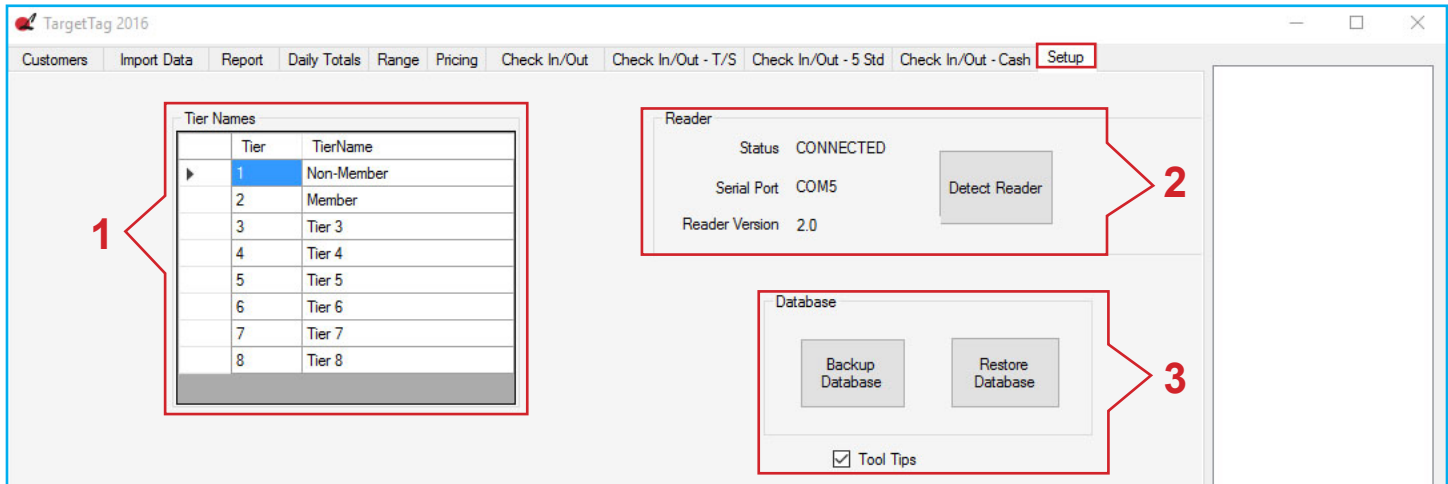 TargetTag 2016
Customers Import Data Report Daily Totals Range Pricing Check In/Out Check In/Out - T/S Check In/Out - 5 Std Check In/Out - Cash Setup
Tier Names
Tier TierName
1 Non-Member
2 Member
3 Tier 3
4 Tier 4
5 Tier 5
6 Tier 6
7 Tier 7
8 Tier 8
1
Reader
Status CONNECTED
Serial Port COM5
Reader Version 2.0
Detect Reader
2
Database
Backup
Database
Restore
Database
Tool Tips
3